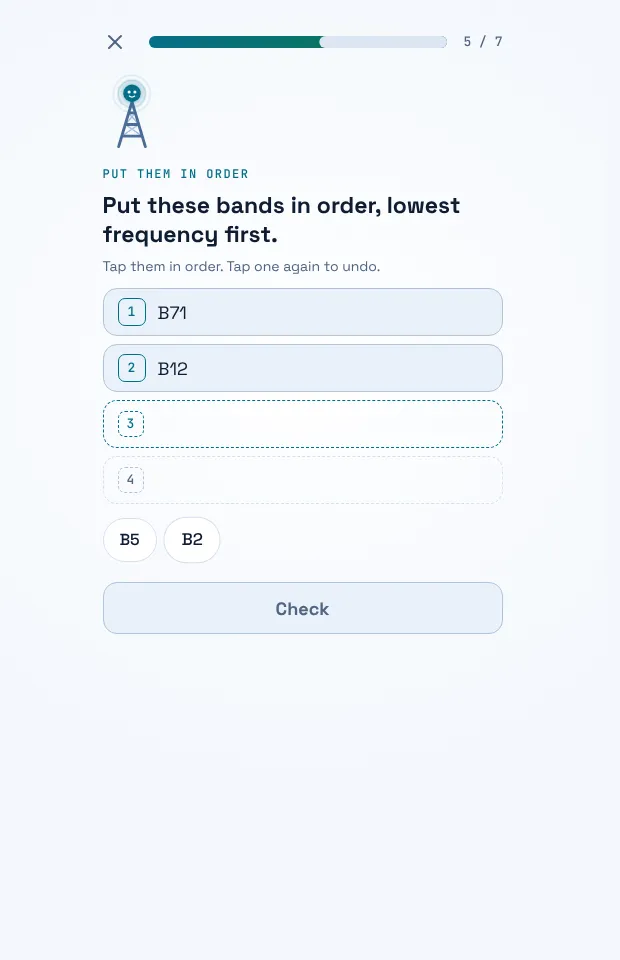 5 / 7
PUT THEM IN ORDER
Put these bands in order, lowest
frequency first.
Tap them in order. Tap one again to undo.
1 B71
2 B12
3
4
B5 B2
Check